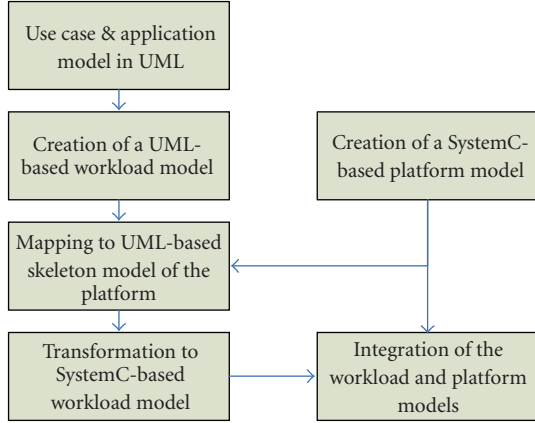 Use case & application
model in UML
Creation of a UML-
based workload model
Creation of a SystemC-
based platform model
Mapping to UML-based
skeleton model of the
platform
Transformation to
SystemC-based
workload model
Integration of the
workload and platform
models